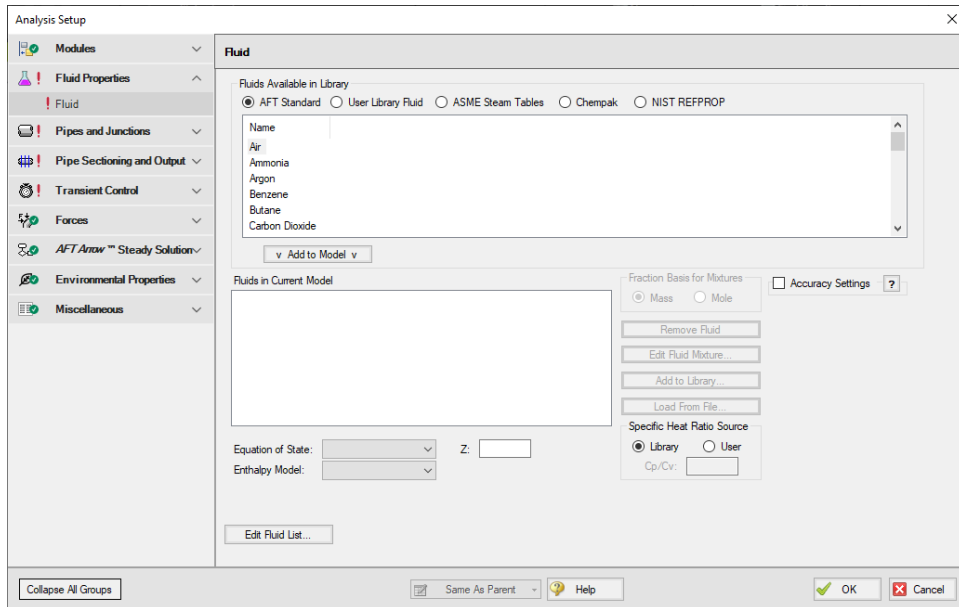 Analysis Setup
Modules
Fluid Properties
Fluid
Pipes and Junctions
Pipe Sectioning and Output
Transient Control
Forces
AFT Arrow ™ Steady Solution
Environmental Properties
Miscellaneous
Fluid
Fluids Available in Library
AFT Standard User Library Fluid ASME Steam Tables Chempak NIST REFPROP
Name
Air
Ammonia
Argon
Benzene
Butane
Carbon Dioxide
v Add to Model v
Fluids in Current Model
Fraction Basis for Mixtures
Mass Mole
Accuracy Settings ?
Remove Fluid
Edit Fluid Mixture...
Add to Library...
Load From File...
Specific Heat Ratio Source
Library User
Cp/Cv:
Equation of State: Z:
Enthalpy Model:
Edit Fluid List...
Collapse All Groups Same As Parent Help OK Cancel